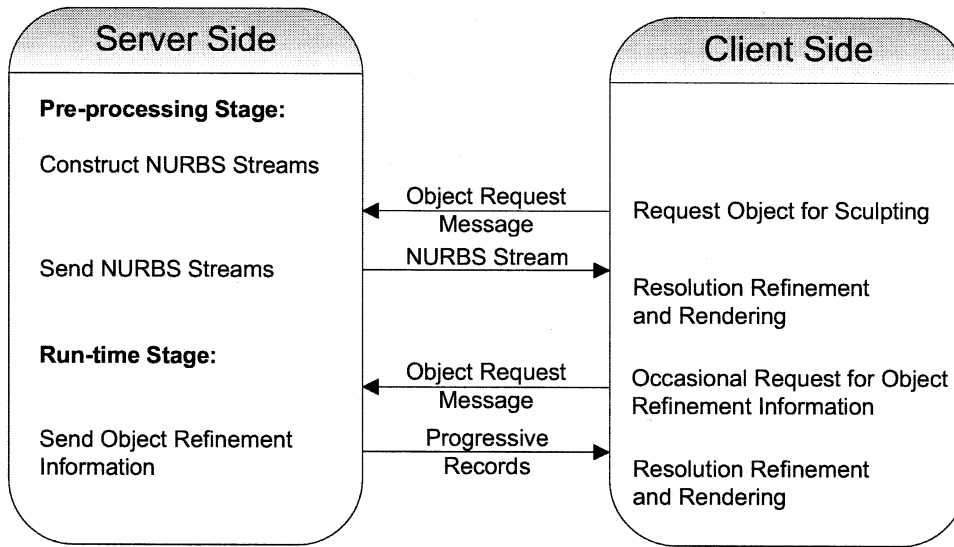 Server Side
Pre-processing Stage:
Construct NURBS Streams
Send NURBS Streams
Run-time Stage:
Send Object Refinement
Information
Object Request
Message
NURBS Stream
Object Request
Message
Progressive
Records
Client Side
Request Object for Sculpting
Resolution Refinement
and Rendering
Occasional Request for Object
Refinement Information
Resolution Refinement
and Rendering